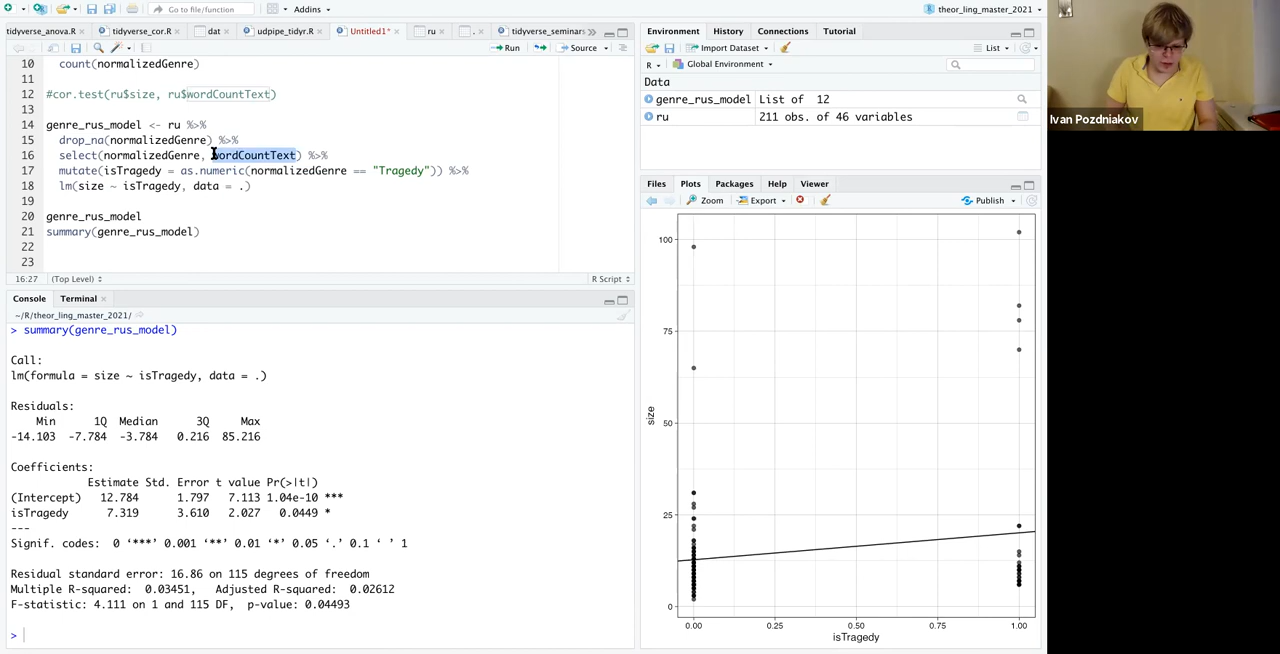 Go to file/function
Addins
theor_ling_master_2021
tidyverse_anova.R
tidyverse_cor.R
dat
udpipe_tidyr.R
Untitled1*
ru
.
tidyverse_seminars
Run
Source
10 count(normalizedGenre)
11
12 #cor.test(ru$size, ru$wordCountText)
13
14 genre_rus_model <- ru %>%
15 drop_na(normalizedGenre) %>%
16 select(normalizedGenre, wordCountText) %>%
17 mutate(isTragedy = as.numeric(normalizedGenre == "Tragedy")) %>%
18 lm(size ~ isTragedy, data = .)
19
20 genre_rus_model
21 summary(genre_rus_model)
22
23
16:27 (Top Level) R Script
Console Terminal
~/R/theor_ling_master_2021/
> summary(genre_rus_model)
Call:
lm(formula = size ~ isTragedy, data = .)
Residuals:
Min 1Q Median 3Q Max
-14.103 -7.784 -3.784 0.216 85.216
Coefficients:
Estimate Std. Error t value Pr(>|t|)
(Intercept) 12.784 1.797 7.113 1.04e-10 ***
isTragedy 7.319 3.610 2.027 0.0449 *
---
Signif. codes: 0 ‘***’ 0.001 ‘**’ 0.01 ‘*’ 0.05 ‘.’ 0.1 ‘ ’ 1
Residual standard error: 16.86 on 115 degrees of freedom
Multiple R-squared: 0.03451, Adjusted R-squared: 0.02612
F-statistic: 4.111 on 1 and 115 DF, p-value: 0.04493
>
Environment History Connections Tutorial
Import Dataset List
R Global Environment
Data
genre_rus_model List of 12
ru 211 obs. of 46 variables
Files Plots Packages Help Viewer
Zoom Export Publish
100
75
50
25
0
size
0.00 0.25 0.50 0.75 1.00
isTragedy
Ivan Pozdniakov